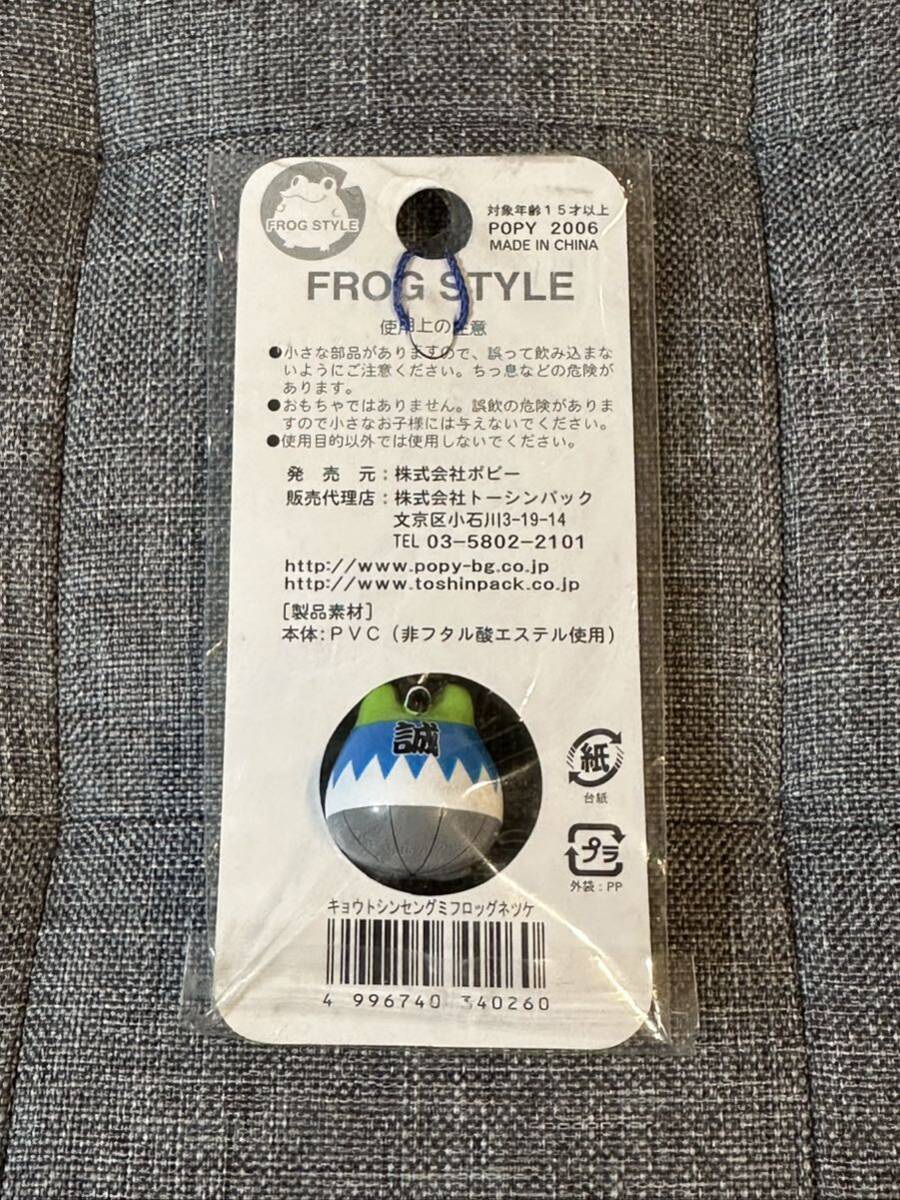 FROG STYLE
対象年齢15才以上
POPY 2006
MADE IN CHINA
FROG STYLE
使用上の注意
●小さな部品がありますので、誤って飲み込まな
いようにご注意ください。ちっ息などの危険が
あります。
●おもちゃではありません。誤飲の危険がありま
すので小さなお子様には与えないでください。
●使用目的以外では使用しないでください。
発売元：株式会社ポピー
販売代理店：株式会社トーシンパック
文京区小石川3-19-14
TEL 03-5802-2101
http://www.popy-bg.co.jp
http://www.toshinpack.co.jp
［製品素材］
本体：PVC（非フタル酸エステル使用）
誠
紙
台紙
プラ
外袋：PP
キョウトシンセングミフロッグネツケ
4 996740 340260